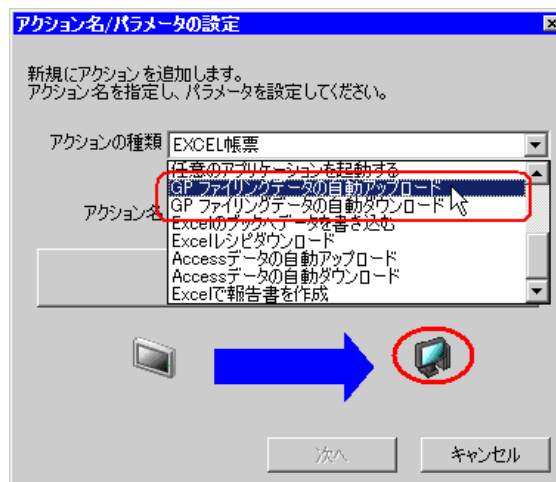 アクション名/パラメータの設定
新規にアクションを追加します。
アクション名を指定し、パラメータを設定してください。
アクションの種類 EXCEL帳票
任意のアプリケーションを起動する
GP ファイリングデータの自動アップロード
アクション名 GP ファイリングデータの自動ダウンロード
Excelのブックへデータを書き込む
Excelレシピダウンロード
Accessデータの自動アップロード
Accessデータの自動ダウンロード
Excelで報告書を作成
次へ キャンセル